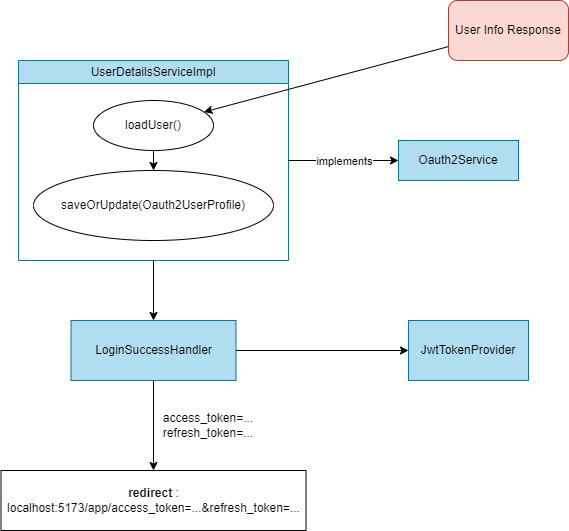 User Info Response
UserDetailsServiceImpl
loadUser()
implements
Oauth2Service
saveOrUpdate(Oauth2UserProfile)
LoginSuccessHandler
JwtTokenProvider
access_token=...
refresh_token=...
redirect :
localhost:5173/app/access_token=...&refresh_token=...